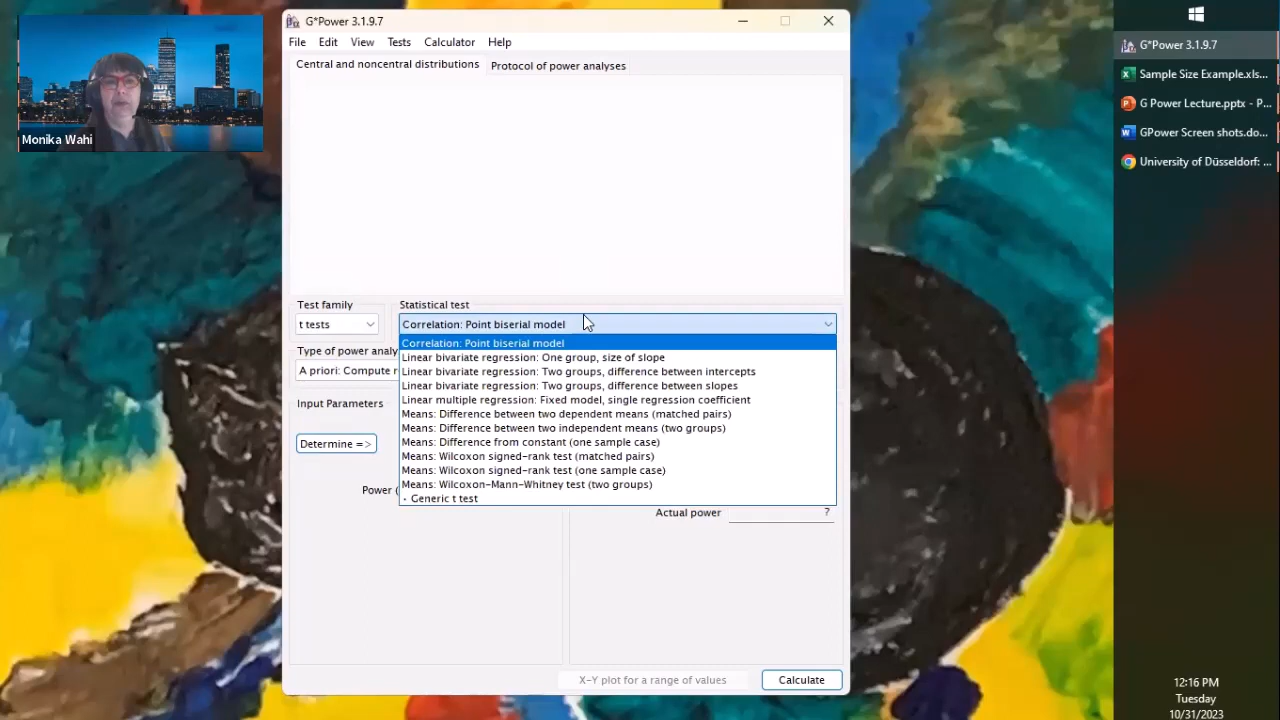 Monika Wahi
G*Power 3.1.9.7
File Edit View Tests Calculator Help
Central and noncentral distributions Protocol of power analyses
Test family
t tests
Statistical test
Correlation: Point biserial model
Correlation: Point biserial model
Linear bivariate regression: One group, size of slope
Linear bivariate regression: Two groups, difference between intercepts
Linear bivariate regression: Two groups, difference between slopes
Linear multiple regression: Fixed model, single regression coefficient
Means: Difference between two dependent means (matched pairs)
Means: Difference between two independent means (two groups)
Means: Difference from constant (one sample case)
Means: Wilcoxon signed-rank test (matched pairs)
Means: Wilcoxon signed-rank test (one sample case)
Means: Wilcoxon-Mann-Whitney test (two groups)
- Generic t test
Type of power analy
A priori: Compute r
Input Parameters
Determine =>
Power (
Actual power ?
X-Y plot for a range of values
Calculate
G*Power 3.1.9.7
Sample Size Example.xls...
G Power Lecture.pptx - P...
GPower Screen shots.do...
University of Düsseldorf: ...
12:16 PM
Tuesday
10/31/2023